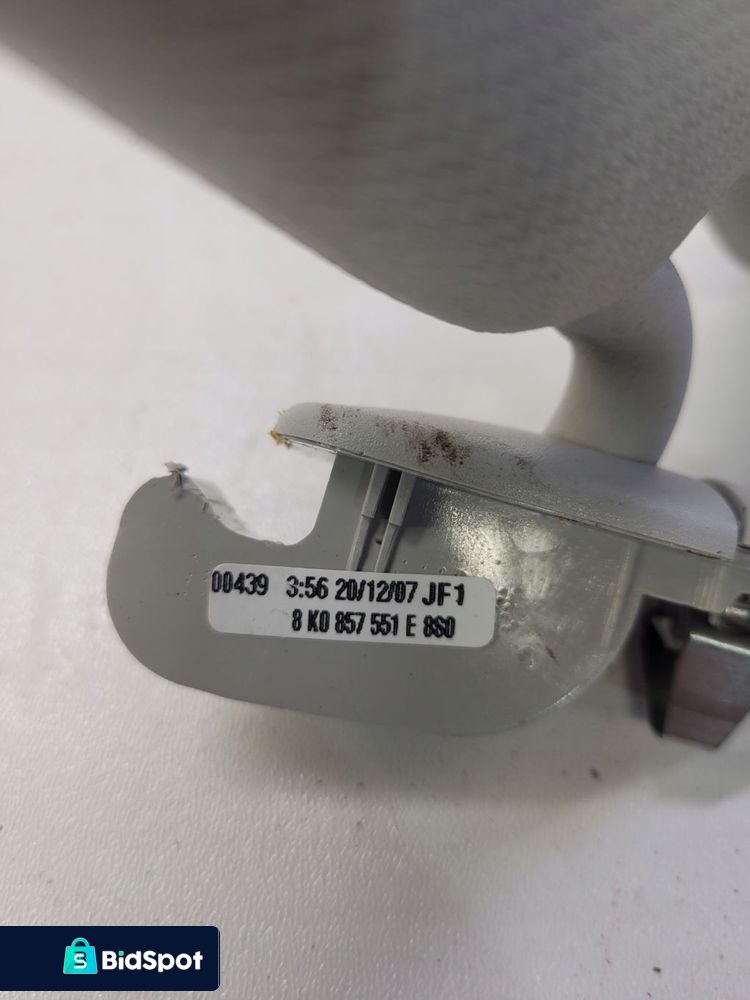 00439 3:56 20/12/07 JF1
8 K0 857 551 E 8S0
BidSpot